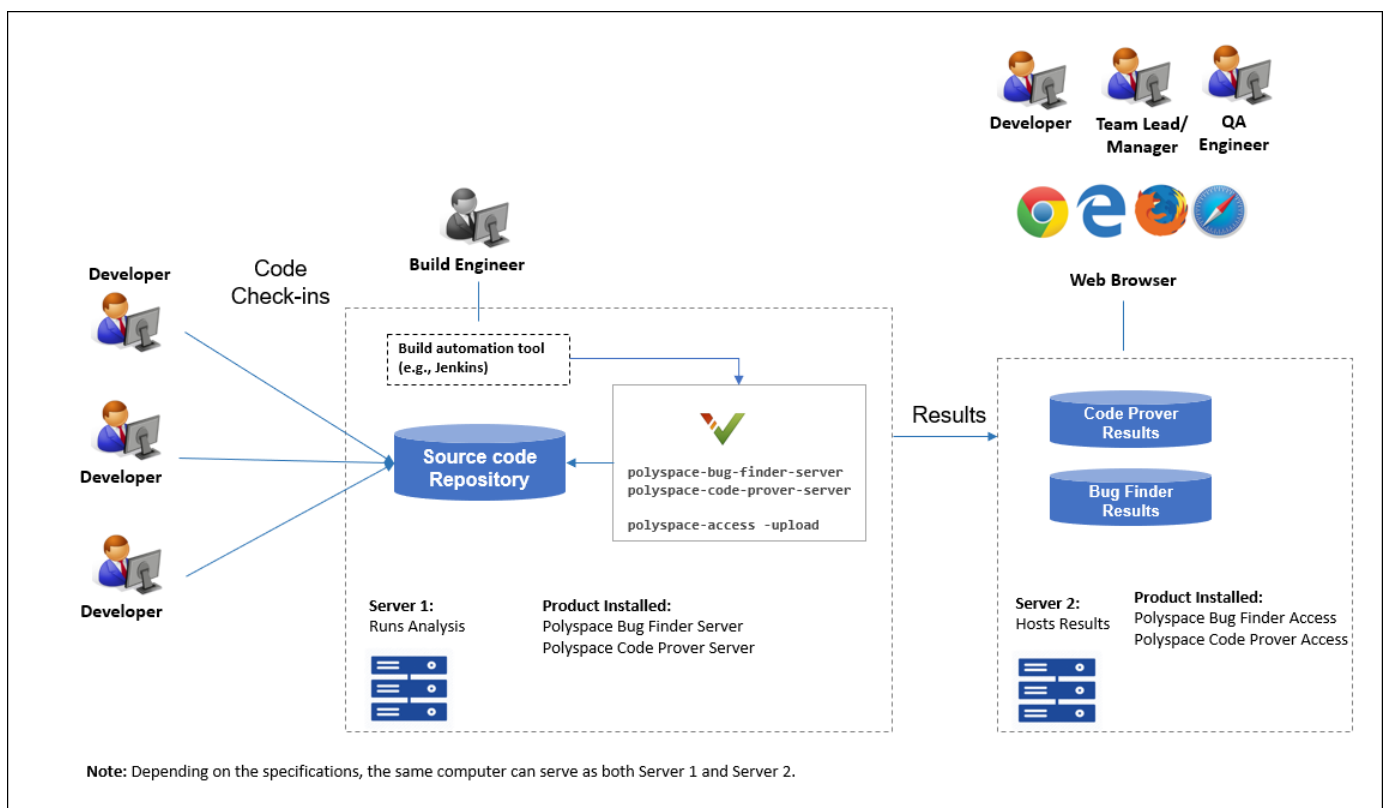 Developer
Team Lead/
Manager
QA
Engineer
Web Browser
Build Engineer
Developer
Code
Check-ins
Developer
Developer
Build automation tool
(e.g., Jenkins)
Source code
Repository
polyspace-bug-finder-server
polyspace-code-prover-server
polyspace-access -upload
Results
Code Prover
Results
Bug Finder
Results
Server 1:
Runs Analysis
Product Installed:
Polyspace Bug Finder Server
Polyspace Code Prover Server
Server 2:
Hosts Results
Product Installed:
Polyspace Bug Finder Access
Polyspace Code Prover Access
Note: Depending on the specifications, the same computer can serve as both Server 1 and Server 2.